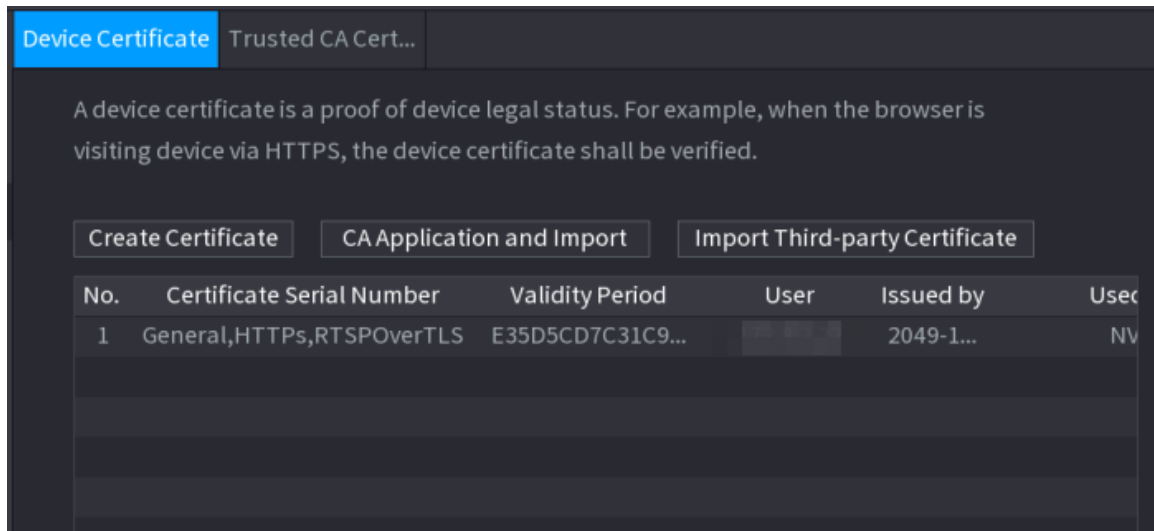 Device Certificate Trusted CA Cert...
A device certificate is a proof of device legal status. For example, when the browser is
visiting device via HTTPS, the device certificate shall be verified.
Create Certificate CA Application and Import Import Third-party Certificate
No. Certificate Serial Number Validity Period User Issued by Used
1 General,HTTPs,RTSPOverTLS E35D5CD7C31C9... 2049-1... NV